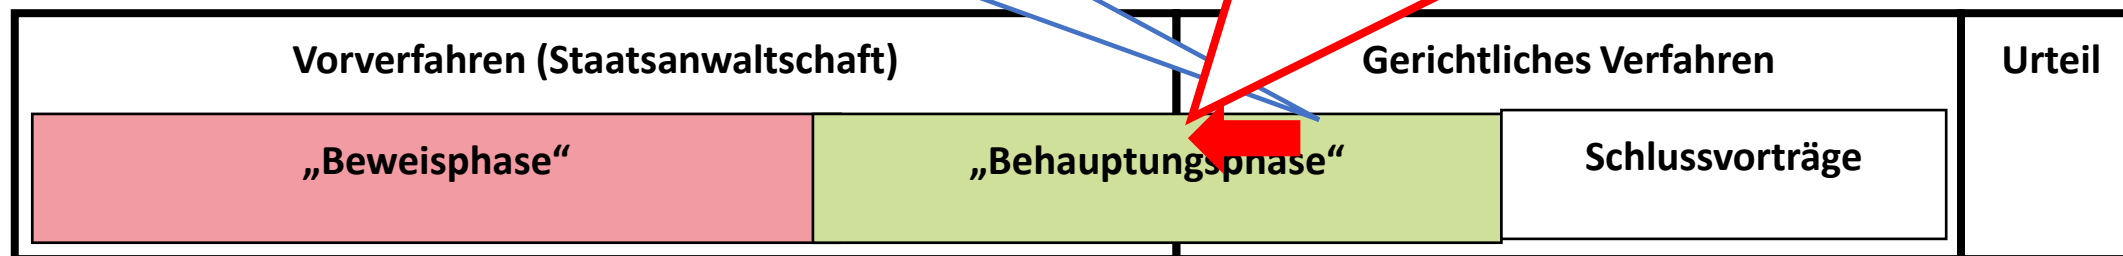 Vorverfahren (Staatsanwaltschaft)
Gerichtliches Verfahren
Urteil
„Beweisphase“
„Behauptungsphase“
Schlussvorträge